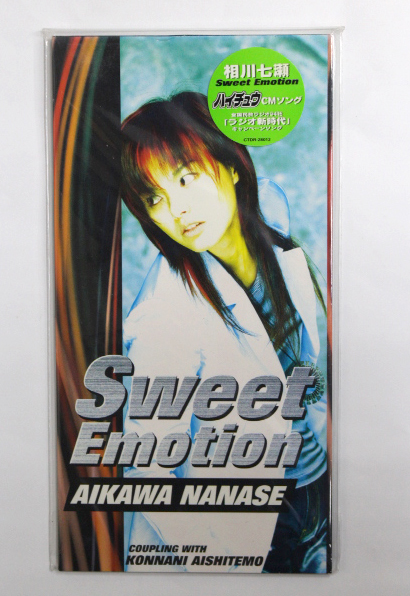 相川七瀬
Sweet Emotion
ハイチュウCMソング
「ラジオ新時代」
キャンペーンソング
Sweet
Emotion
AIKAWA NANASE
COUPLING WITH
KONNANI AISHITEMO